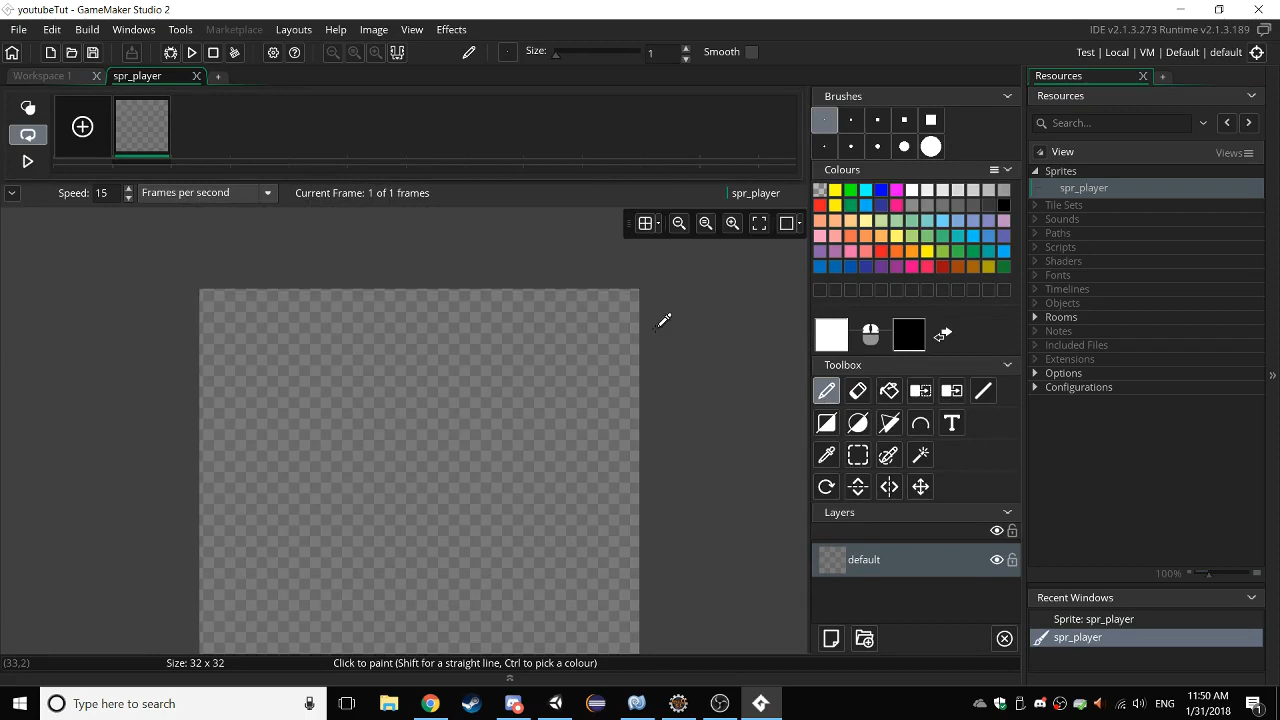 youtubeTut - GameMaker Studio 2
File Edit Build Windows Tools Marketplace Layouts Help Image Effects
IDE v2.1.3.273 Runtime v2.1.3.189
Size: 1 Smooth
Test | Local | VM | Default | default
Workspace 1
spr_player
Resources
Brushes
Resources
Search...
View
Views
Colours
Sprites
spr_player
Speed: 15 Frames per second
Current Frame: 1 of 1 frames
spr_player
Tile Sets
Sounds
Paths
Scripts
Shaders
Fonts
Timelines
Objects
Rooms
Notes
Included Files
Extensions
Options
Configurations
Toolbox
T
Layers
default
100%
Recent Windows
Sprite: spr_player
spr_player
(33,2)
Size: 32 x 32
Click to paint (Shift for a straight line, Ctrl to pick a colour)
Type here to search
ENG
11:50 AM
1/31/2018